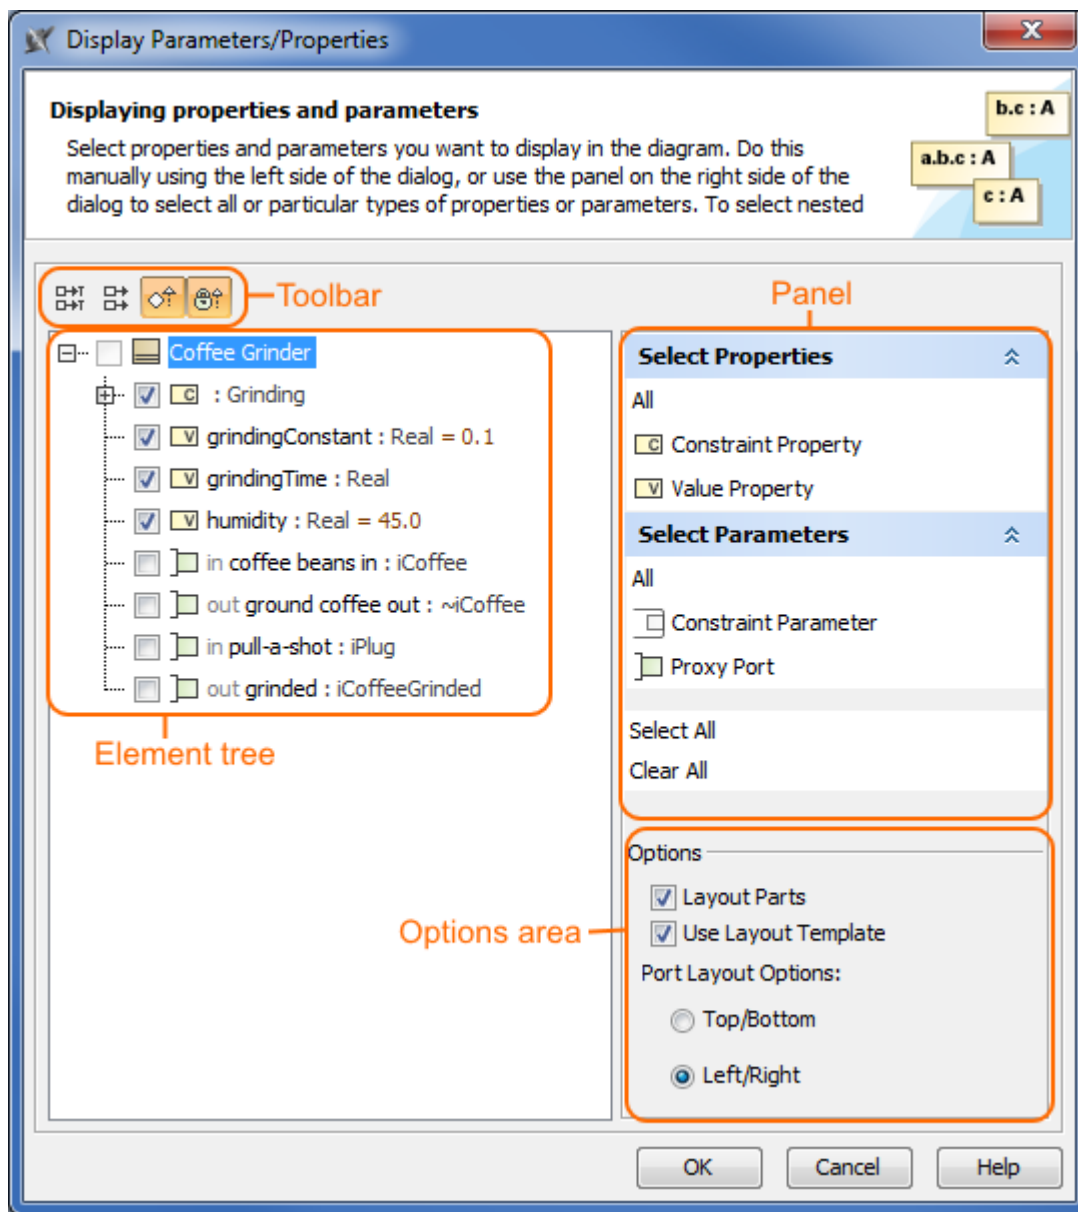 Display Parameters/Properties
Displaying properties and parameters
Select properties and parameters you want to display in the diagram. Do this
manually using the left side of the dialog, or use the panel on the right side of the
dialog to select all or particular types of properties or parameters. To select nested
b.c : A
a.b.c : A
c : A
Toolbar
Panel
Coffee Grinder
C : Grinding
V grindingConstant : Real = 0.1
V grindingTime : Real
V humidity : Real = 45.0
in coffee beans in : iCoffee
out ground coffee out : ~iCoffee
in pull-a-shot : iPlug
out grinded : iCoffeeGrinded
Element tree
Select Properties
All
C Constraint Property
V Value Property
Select Parameters
All
Constraint Parameter
Proxy Port
Select All
Clear All
Options area
Options
Layout Parts
Use Layout Template
Port Layout Options:
Top/Bottom
Left/Right
OK
Cancel
Help